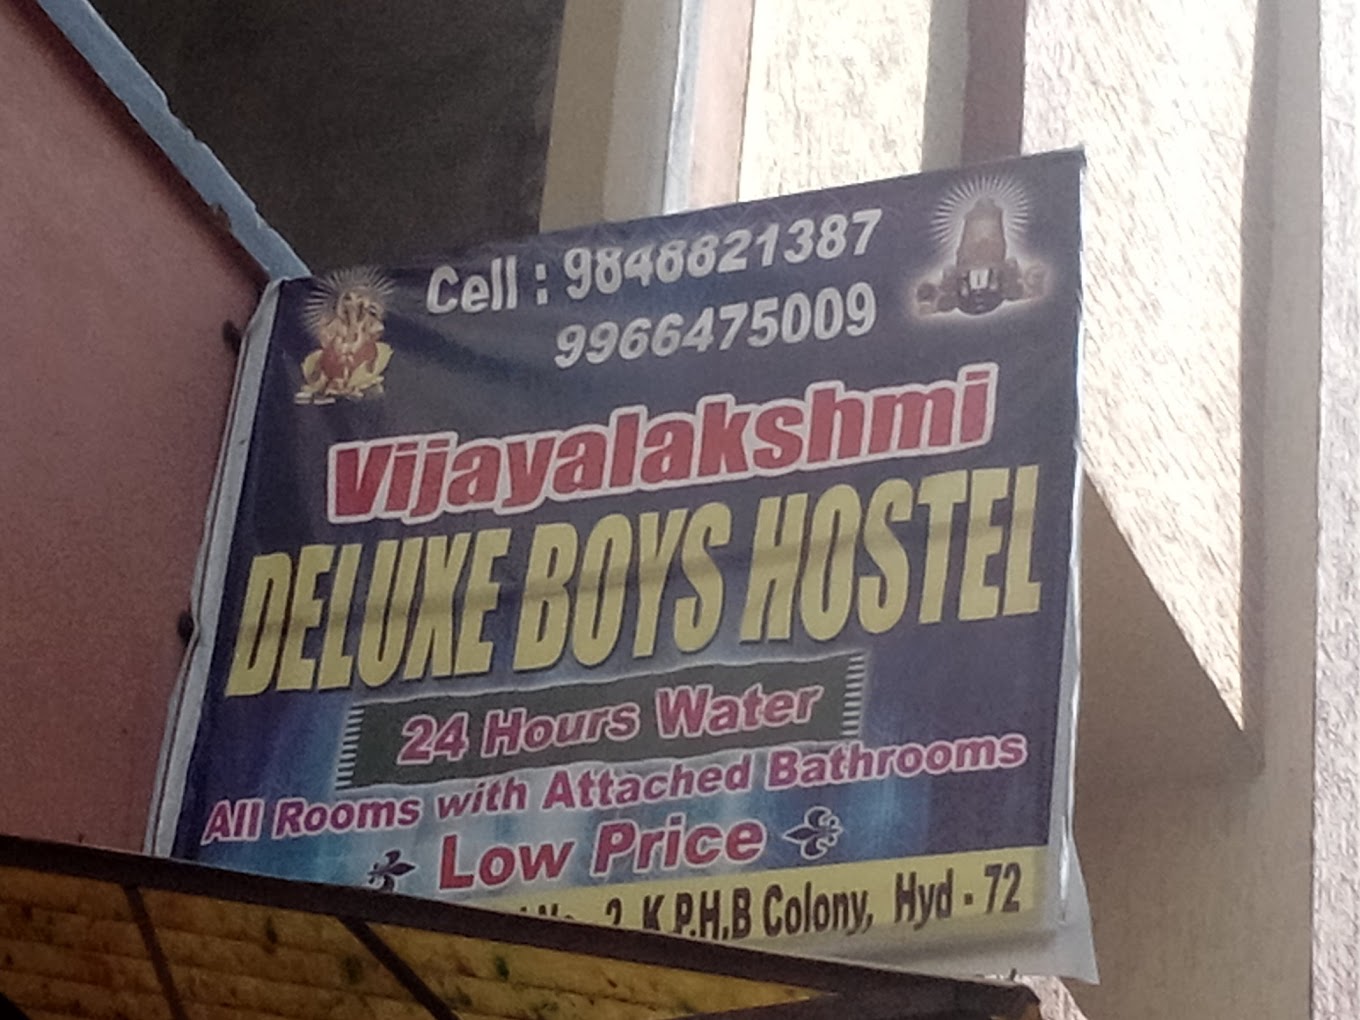 Cell : 9848821387
9966475009
Vijayalakshmi
DELUXE BOYS HOSTEL
24 Hours Water
All Rooms with Attached Bathrooms
Low Price
2, K.P.H.B Colony, Hyd - 72